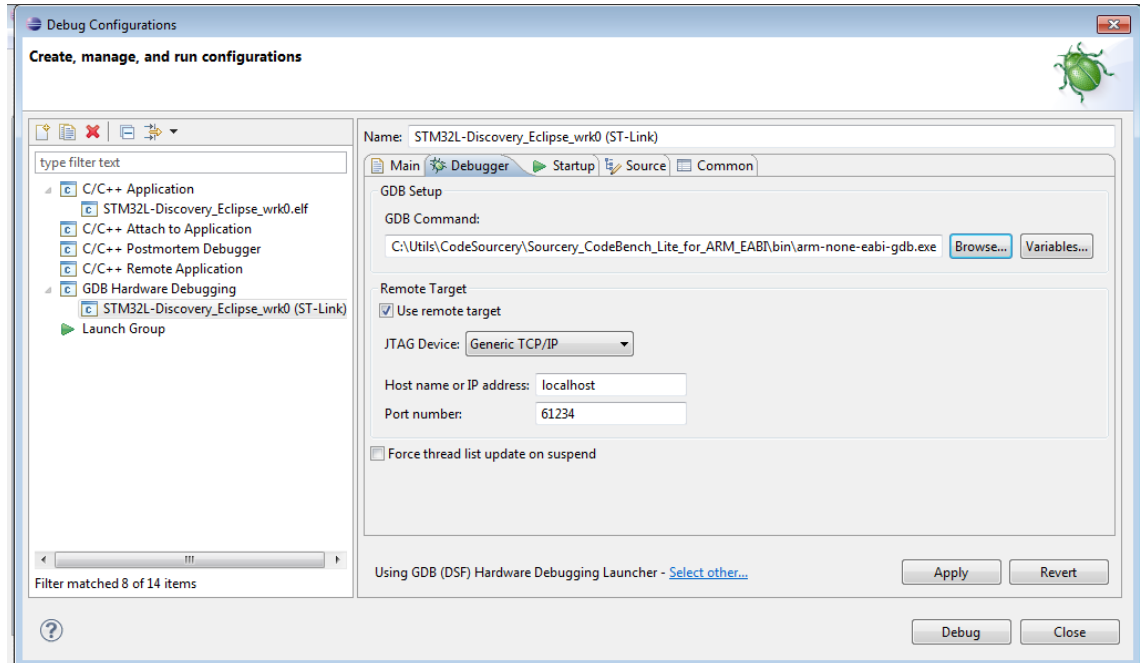 Debug Configurations
Create, manage, and run configurations
type filter text
C/C++ Application
STM32L-Discovery_Eclipse_wrk0.elf
C/C++ Attach to Application
C/C++ Postmortem Debugger
C/C++ Remote Application
GDB Hardware Debugging
STM32L-Discovery_Eclipse_wrk0 (ST-Link)
Launch Group
Filter matched 8 of 14 items
Name: STM32L-Discovery_Eclipse_wrk0 (ST-Link)
Main Debugger Startup Source Common
GDB Setup
GDB Command:
C:\Utils\CodeSourcery\Sourcery_CodeBench_Lite_for_ARM_EABI\bin\arm-none-eabi-gdb.exe Browse... Variables...
Remote Target
Use remote target
JTAG Device: Generic TCP/IP
Host name or IP address: localhost
Port number: 61234
Force thread list update on suspend
Using GDB (DSF) Hardware Debugging Launcher - Select other... Apply Revert
Debug Close